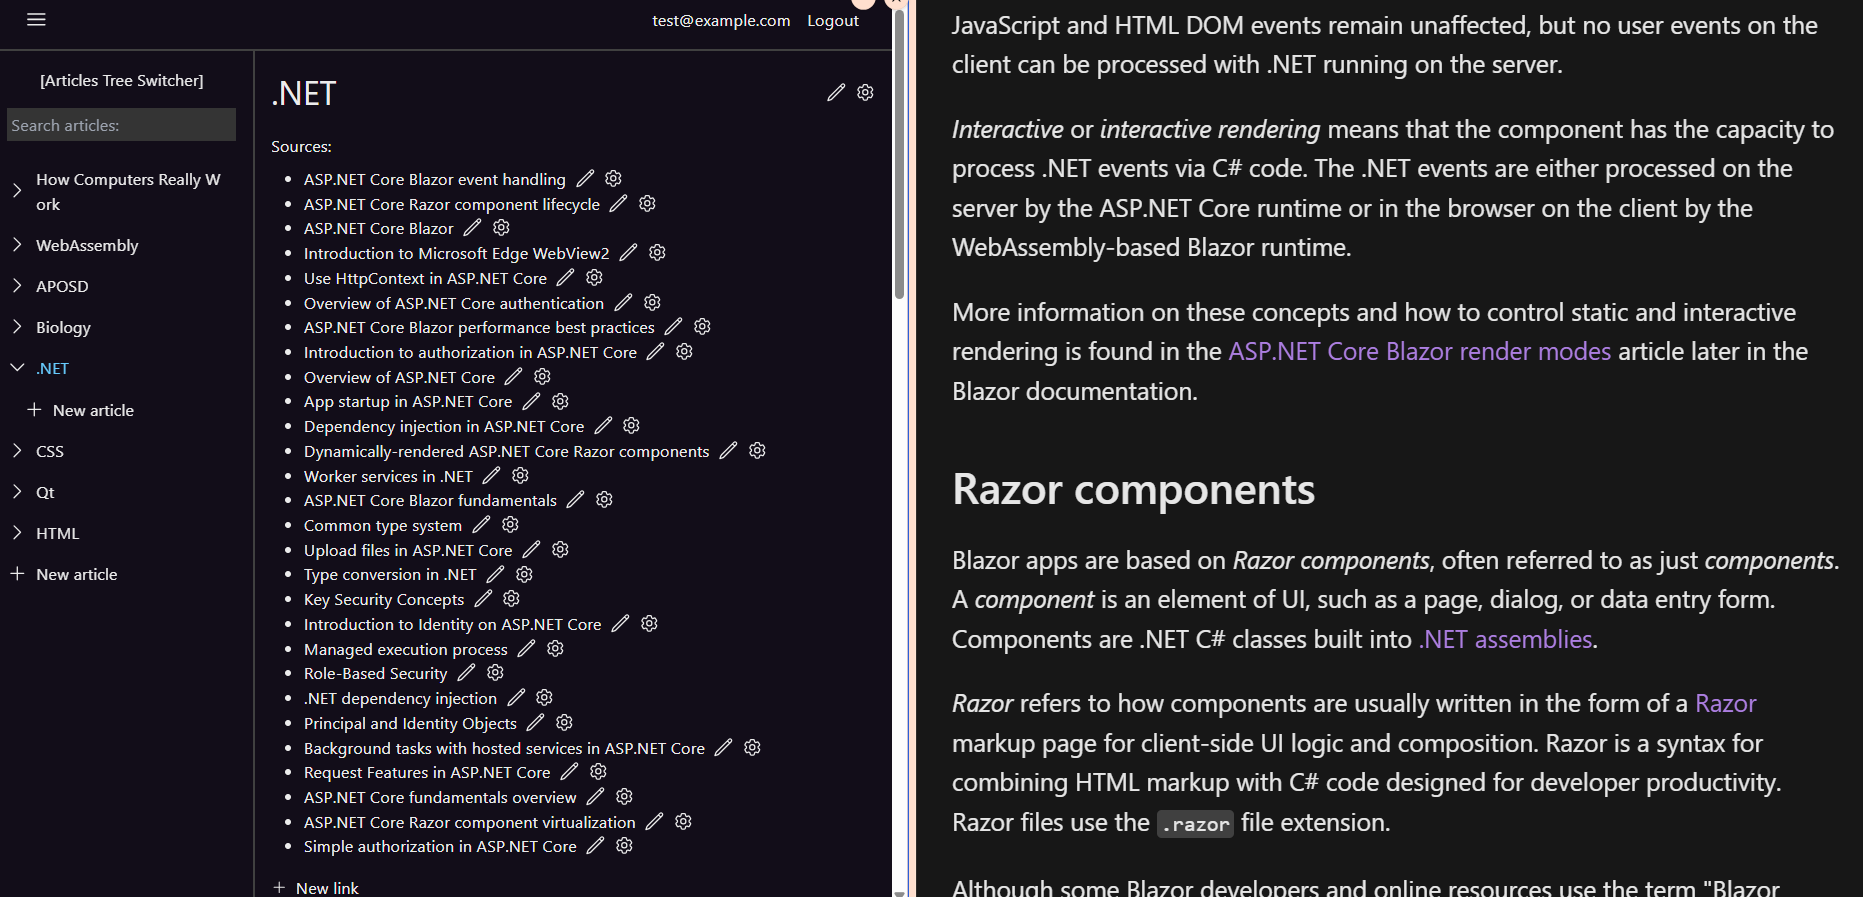 test@example.com Logout
[Articles Tree Switcher]
Search articles:
How Computers Really W
ork
WebAssembly
APOSD
Biology
.NET
New article
CSS
Qt
HTML
New article
.NET
Sources:
ASP.NET Core Blazor event handling
ASP.NET Core Razor component lifecycle
ASP.NET Core Blazor
Introduction to Microsoft Edge WebView2
Use HttpContext in ASP.NET Core
Overview of ASP.NET Core authentication
ASP.NET Core Blazor performance best practices
Introduction to authorization in ASP.NET Core
Overview of ASP.NET Core
App startup in ASP.NET Core
Dependency injection in ASP.NET Core
Dynamically-rendered ASP.NET Core Razor components
Worker services in .NET
ASP.NET Core Blazor fundamentals
Common type system
Upload files in ASP.NET Core
Type conversion in .NET
Key Security Concepts
Introduction to Identity on ASP.NET Core
Managed execution process
Role-Based Security
.NET dependency injection
Principal and Identity Objects
Background tasks with hosted services in ASP.NET Core
Request Features in ASP.NET Core
ASP.NET Core fundamentals overview
ASP.NET Core Razor component virtualization
Simple authorization in ASP.NET Core
New link
JavaScript and HTML DOM events remain unaffected, but no user events on the
client can be processed with .NET running on the server.
Interactive or interactive rendering means that the component has the capacity to
process .NET events via C# code. The .NET events are either processed on the
server by the ASP.NET Core runtime or in the browser on the client by the
WebAssembly-based Blazor runtime.
More information on these concepts and how to control static and interactive
rendering is found in the ASP.NET Core Blazor render modes article later in the
Blazor documentation.
Razor components
Blazor apps are based on Razor components, often referred to as just components.
A component is an element of UI, such as a page, dialog, or data entry form.
Components are .NET C# classes built into .NET assemblies.
Razor refers to how components are usually written in the form of a Razor
markup page for client-side UI logic and composition. Razor is a syntax for
combining HTML markup with C# code designed for developer productivity.
Razor files use the .razor file extension.
Although some Blazor developers and online resources use the term "Blazor